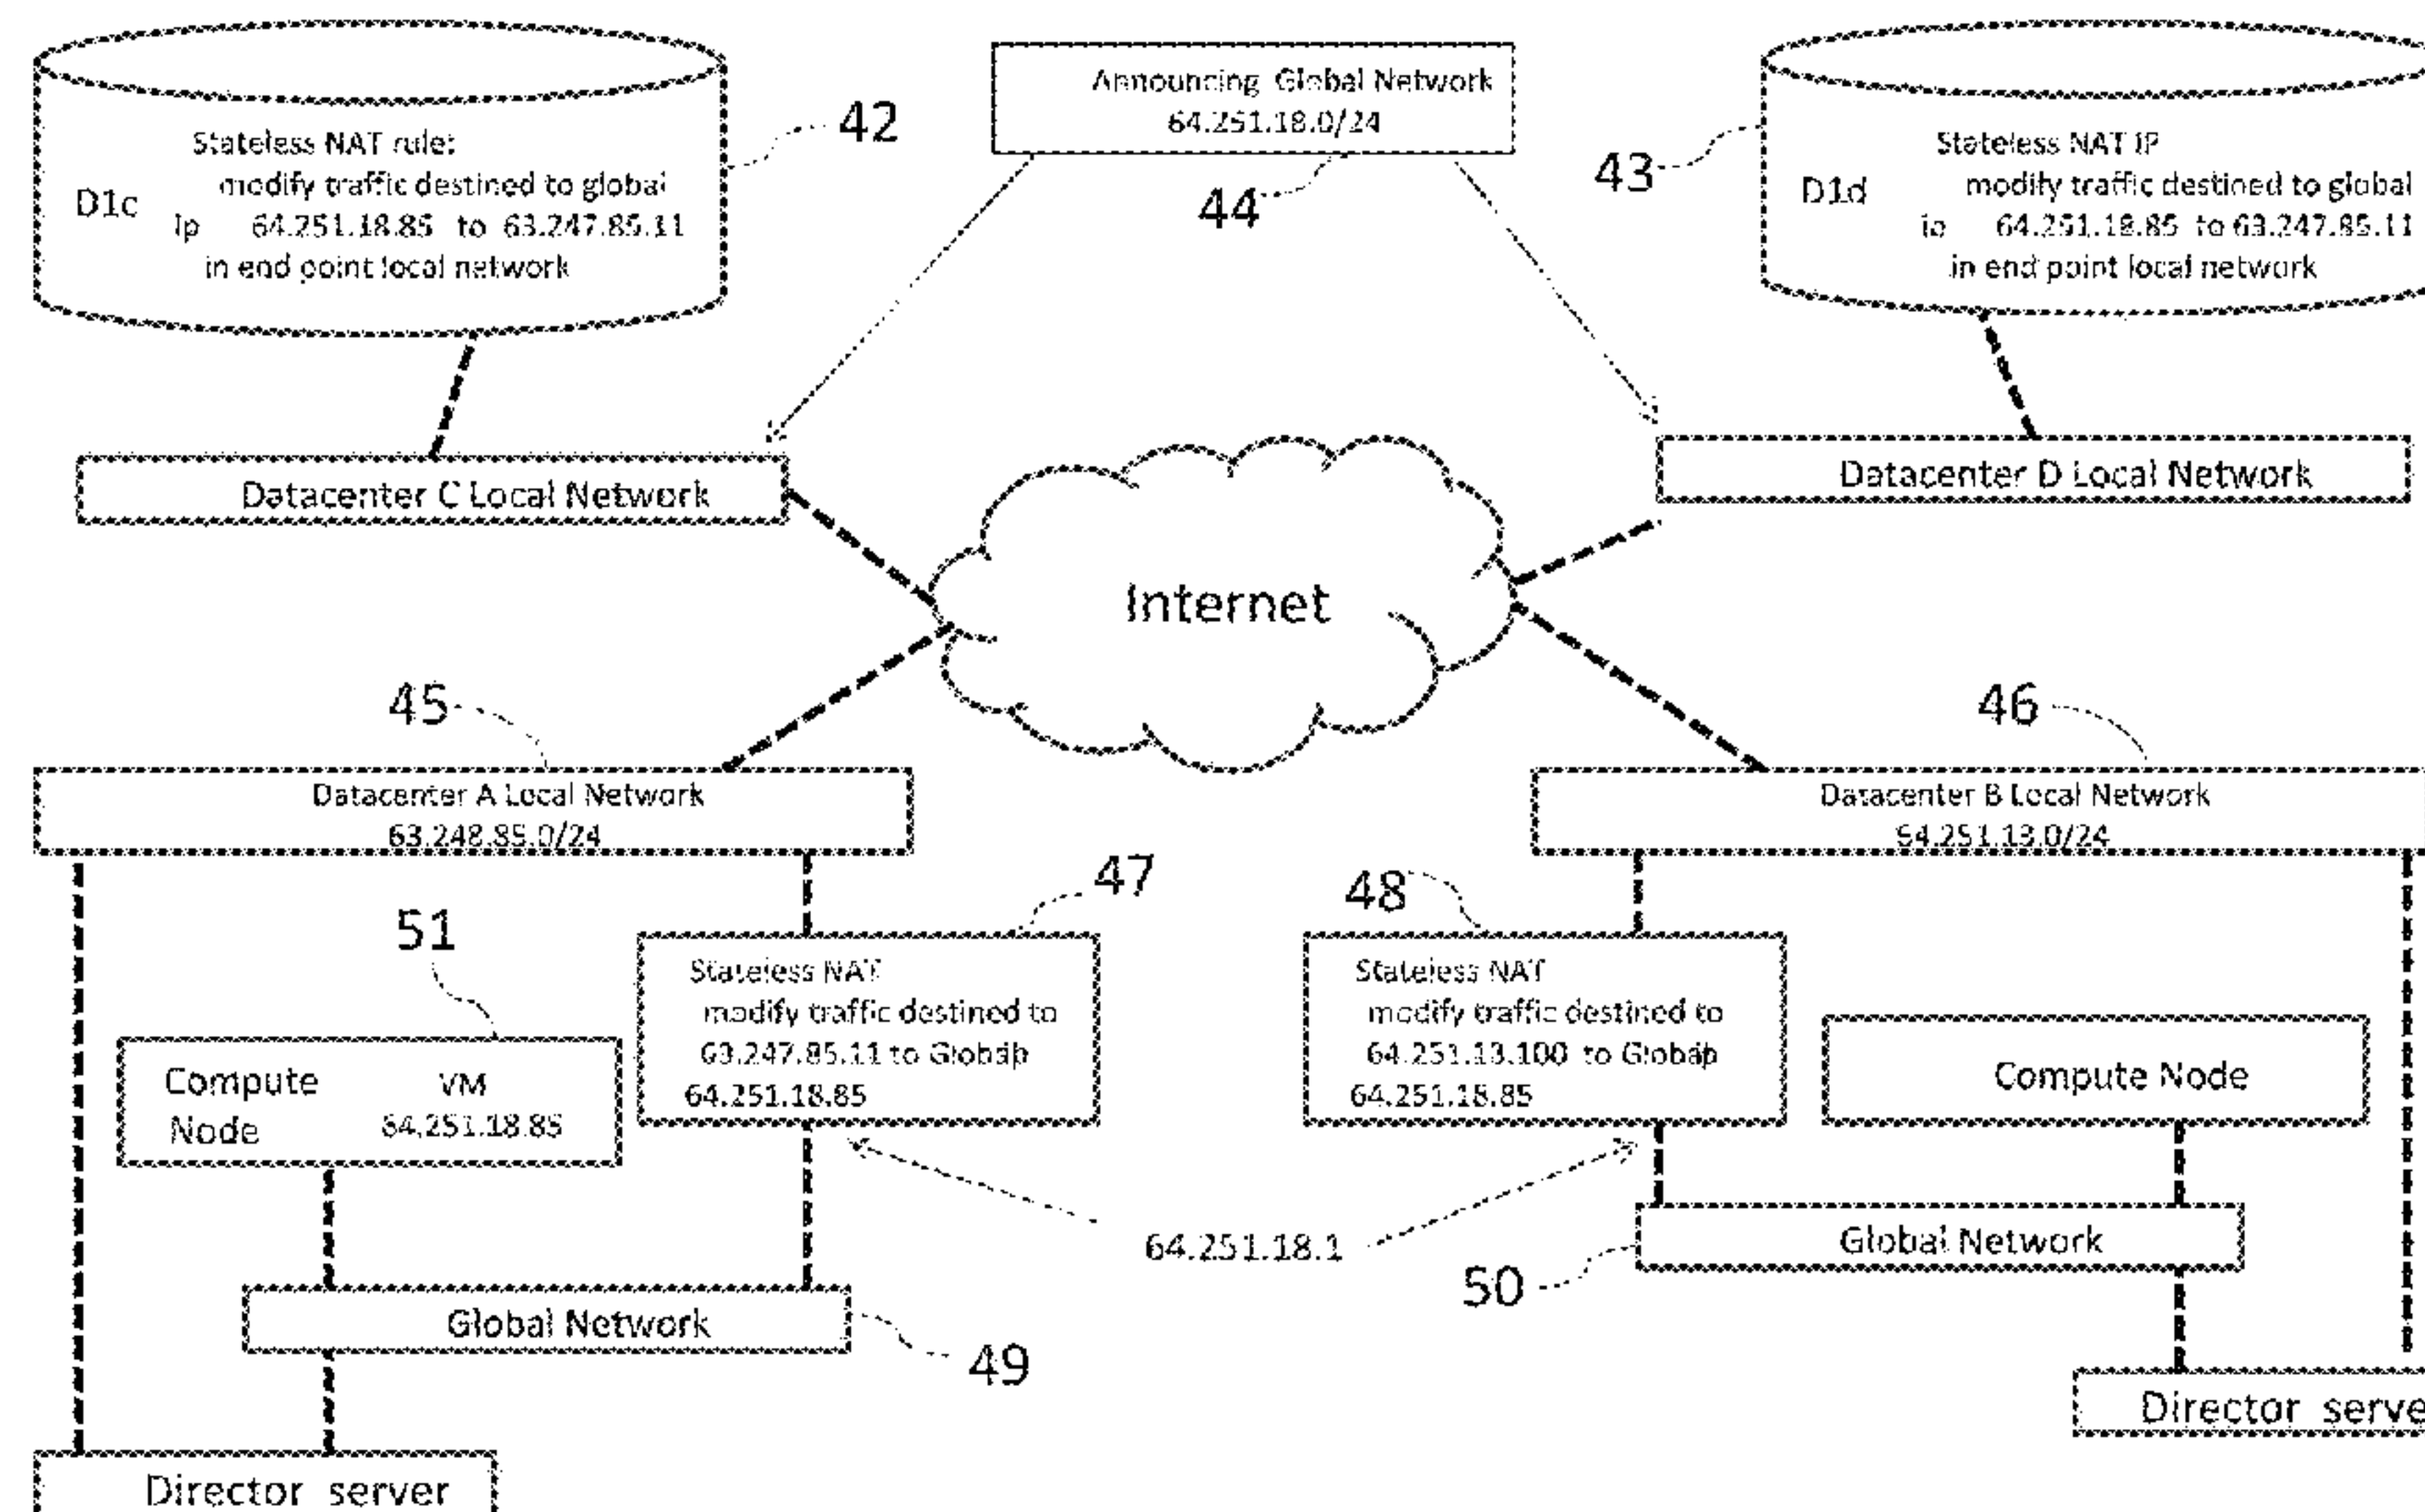 42
Announcing Global Network
64.251.18.0/24
44
43
Stateless NAT rule:
modify traffic destined to global
D1c
ip 64.251.18.85 to 63.247.85.11
in end point local network
Stateless NAT IP
modify traffic destined to global
D1d
ip 64.251.18.85 to 63.247.85.11
in end point local network
Datacenter C Local Network
Datacenter D Local Network
Internet
45
46
Datacenter A Local Network
63.248.85.0/24
Datacenter B Local Network
64.251.13.0/24
51
47
48
Stateless NAT
modify traffic destined to
63.247.85.11 to Global
64.251.18.85
Stateless NAT
modify traffic destined to
64.251.13.100 to Global
64.251.18.85
Compute
Node
VM
64.251.18.85
Compute Node
64.251.18.1
Global Network
50
Global Network
49
Director serve
Director server